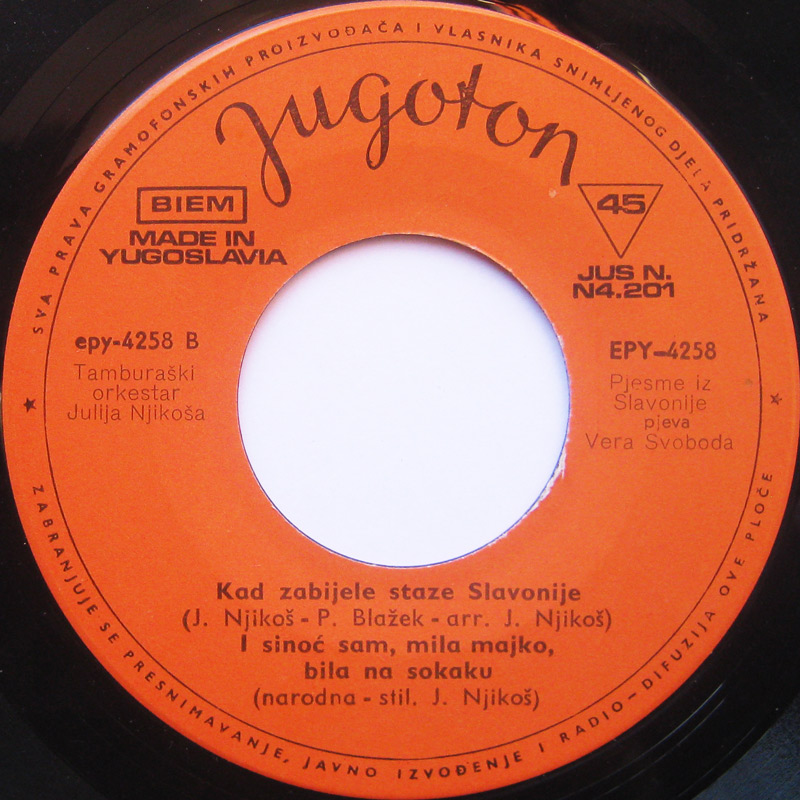 SVA PRAVA GRAMOFONSKIH PROIZVOĐAČA I VLASNIKA SNIMLJENOG DJELA PRIDRŽANA
Jugoton
BIEM
MADE IN
YUGOSLAVIA
45
JUS N.
N4.201
epy-4258 B
Tamburaški
orkestar
Julija Njikoša
EPY-4258
Pjesme iz
Slavonije
pjeva
Vera Svoboda
Kad zabijele staze Slavonije
(J. Njikoš - P. Blažek - arr. J. Njikoš)
I sinoć sam, mila majko,
bila na sokaku
(narodna - stil. J. Njikoš)
ZABRANJUJE SE PRESNIMAVANJE, JAVNO IZVOĐENJE I RADIO-DIFUZIJA OVE PLOČE